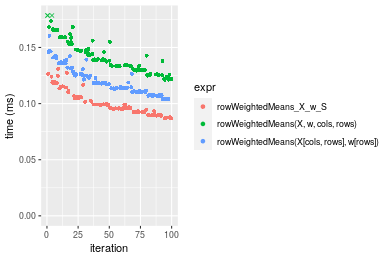 0.15
0.10
0.05
0.00
0
25
50
75
100
time (ms)
iteration
expr
rowWeightedMeans_X_w_S
rowWeightedMeans(X, w, cols, rows)
rowWeightedMeans(X[cols, rows], w[rows])